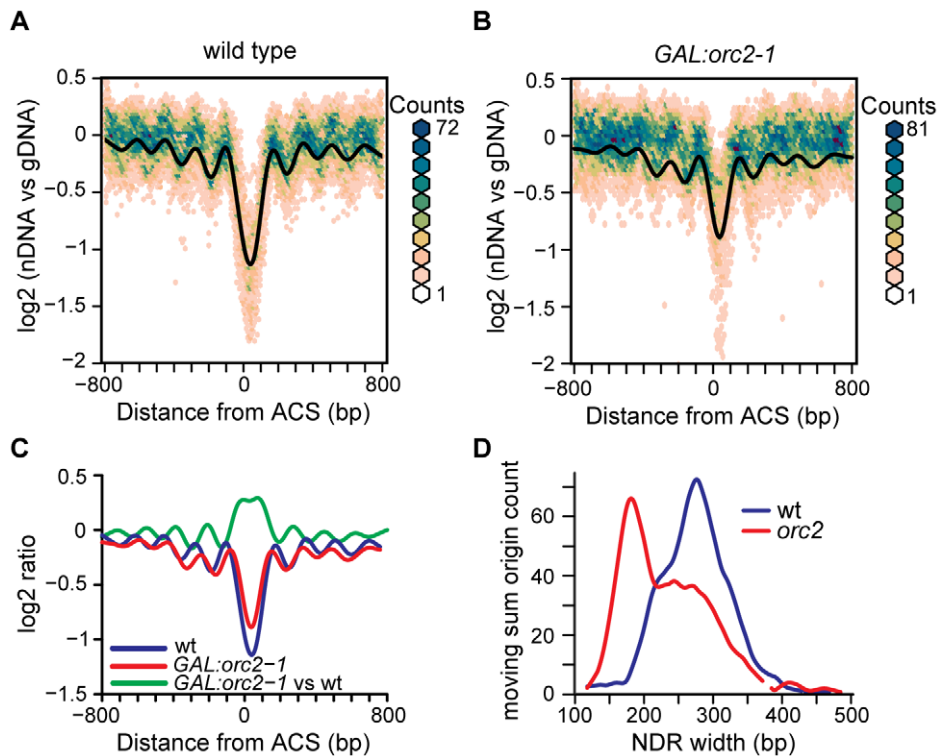 A
wild type
log2 (nDNA vs gDNA)
0.5
0
−0.5
−1
−1.5
−2
−800
0
800
Distance from ACS (bp)
Counts
72
1
B
GAL:orc2-1
log2 (nDNA vs gDNA)
0.5
0
−0.5
−1
−1.5
−2
−800
0
800
Distance from ACS (bp)
Counts
81
1
C
log2 ratio
0.5
0
−0.5
−1
−1.5
wt
GAL:orc2−1
GAL:orc2−1 vs wt
−800
0
800
Distance from ACS (bp)
D
moving sum origin count
60
40
20
0
wt
orc2
100
200
300
400
500
NDR width (bp)